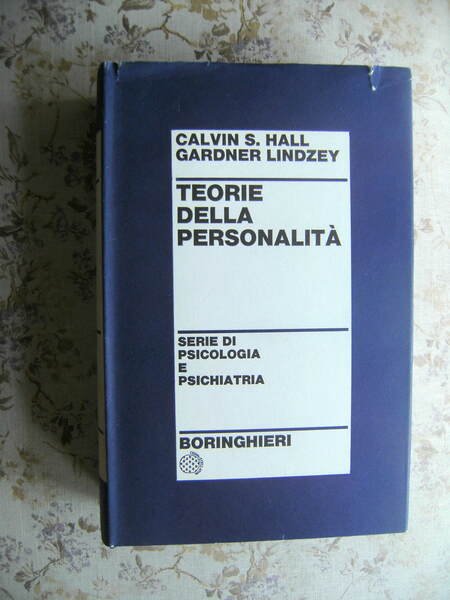 CALVIN S. HALL
GARDNER LINDZEY
TEORIE
DELLA
PERSONALITÀ
SERIE DI
PSICOLOGIA
E
PSICHIATRIA
BORINGHIERI